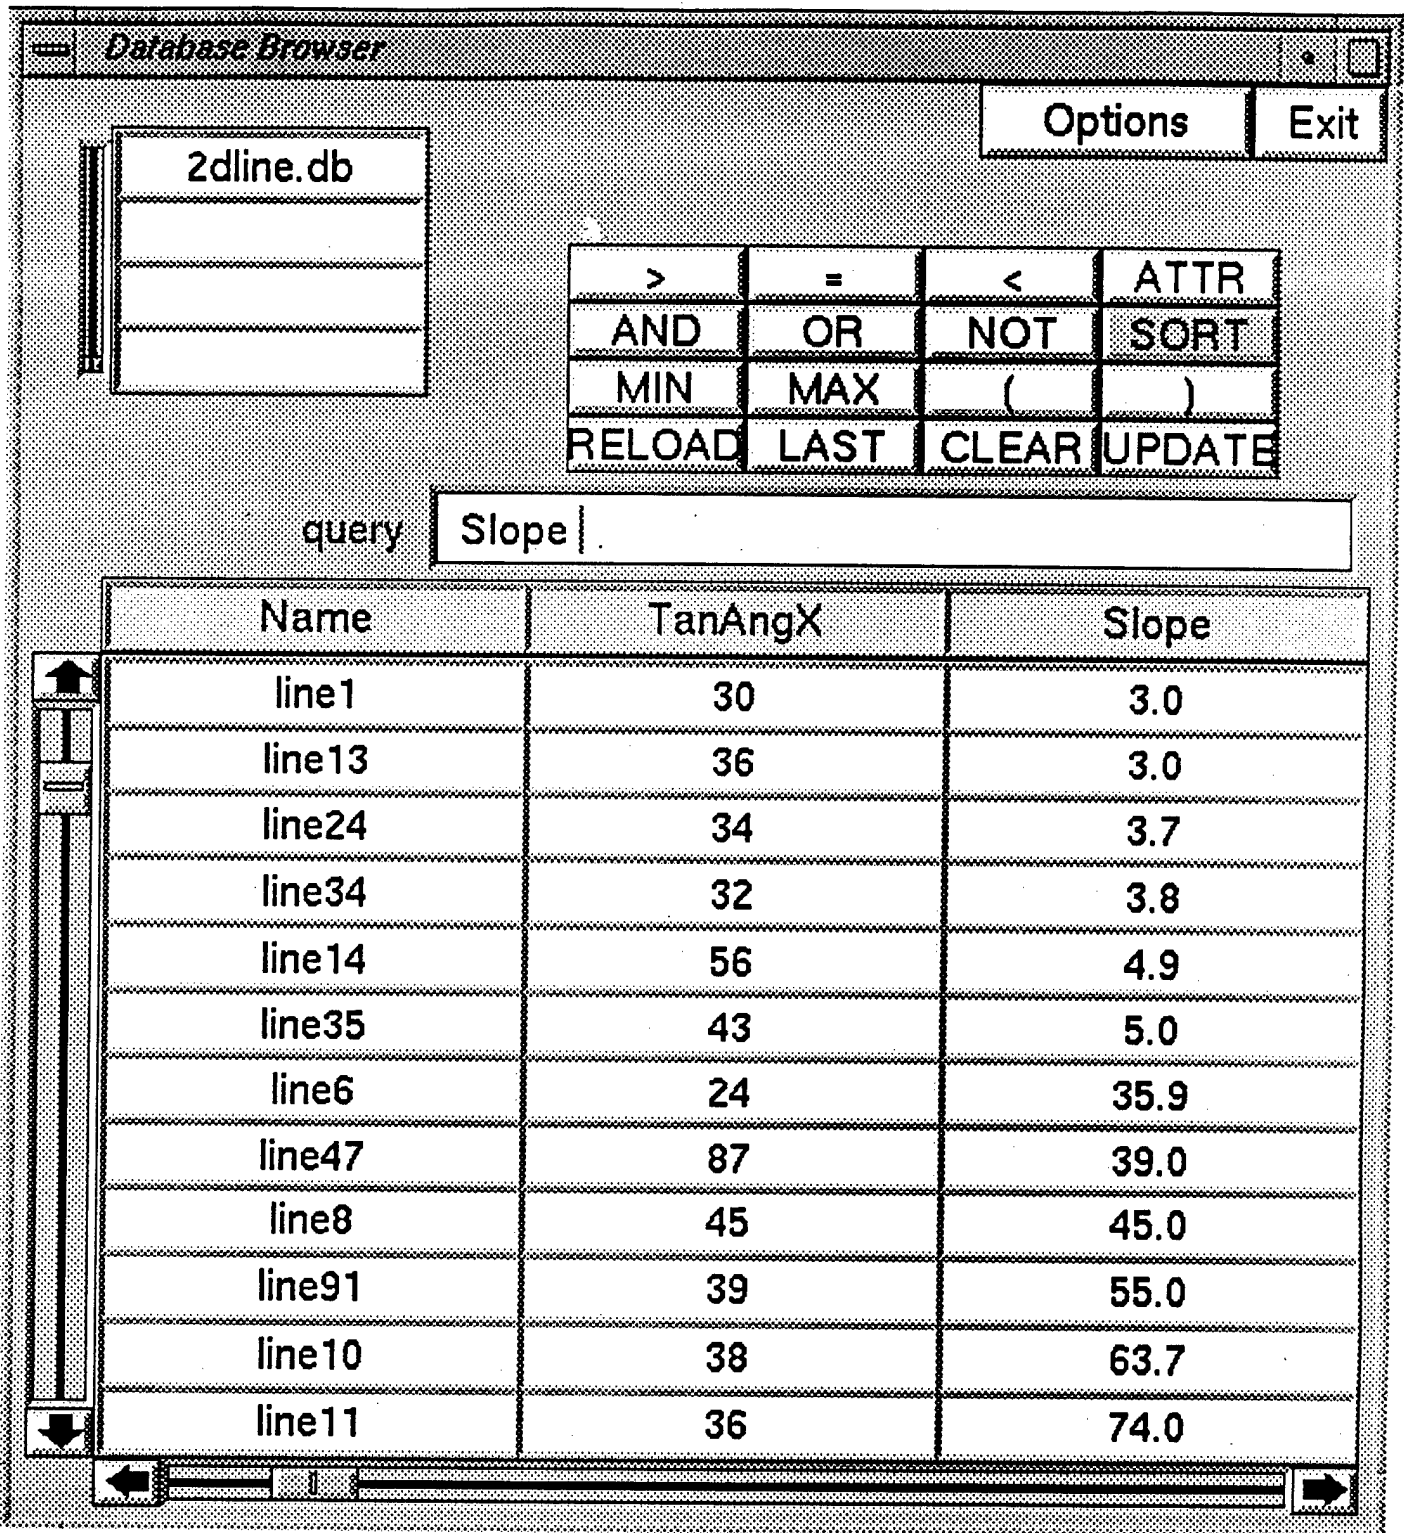 Database Browser
Options Exit
2dline.db
> = < ATTR
AND OR NOT SORT
MIN MAX ( )
RELOAD LAST CLEAR UPDATE
query Slope
Name TanAngX Slope
line1 30 3.0
line13 36 3.0
line24 34 3.7
line34 32 3.8
line14 56 4.9
line35 43 5.0
line6 24 35.9
line47 87 39.0
line8 45 45.0
line91 39 55.0
line10 38 63.7
line11 36 74.0